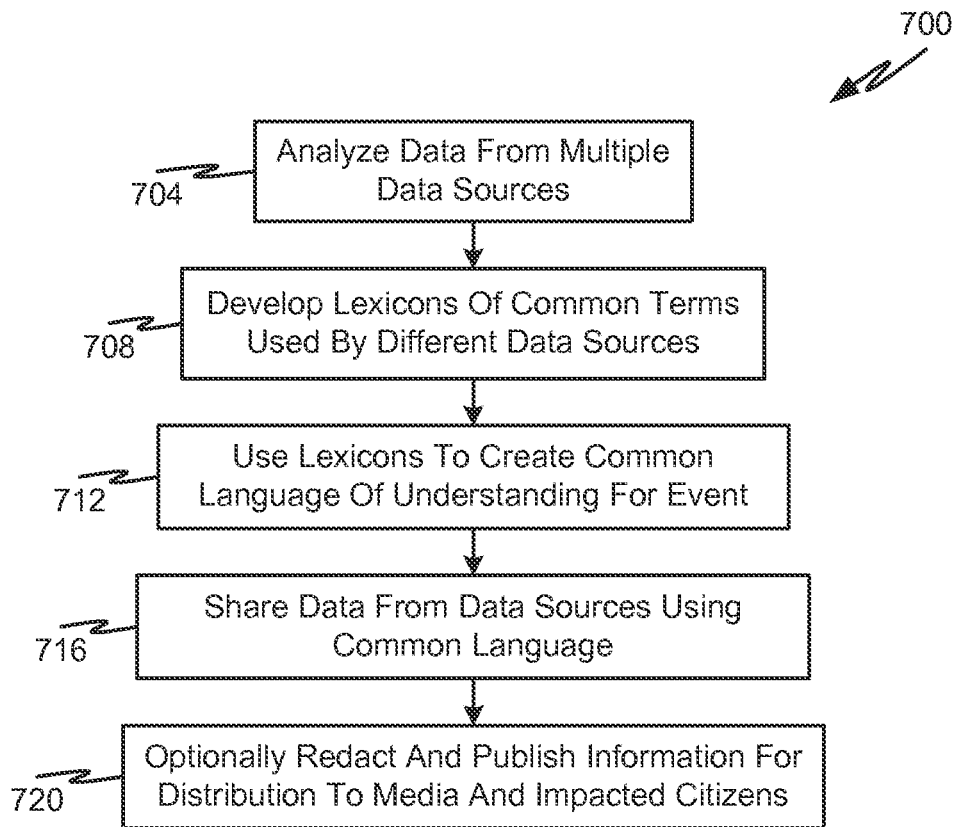 700
Analyze Data From Multiple
Data Sources
704
Develop Lexicons Of Common Terms
Used By Different Data Sources
708
Use Lexicons To Create Common
Language Of Understanding For Event
712
Share Data From Data Sources Using
Common Language
716
Optionally Redact And Publish Information For
Distribution To Media And Impacted Citizens
720